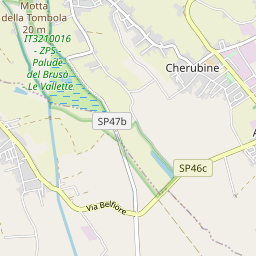 Motta
della Tombola
20 m
IT3210016
- ZPS-
Palude
del Brusà
Le Vallette
Cherubine
SP47b
SP46c
Via Belfiore